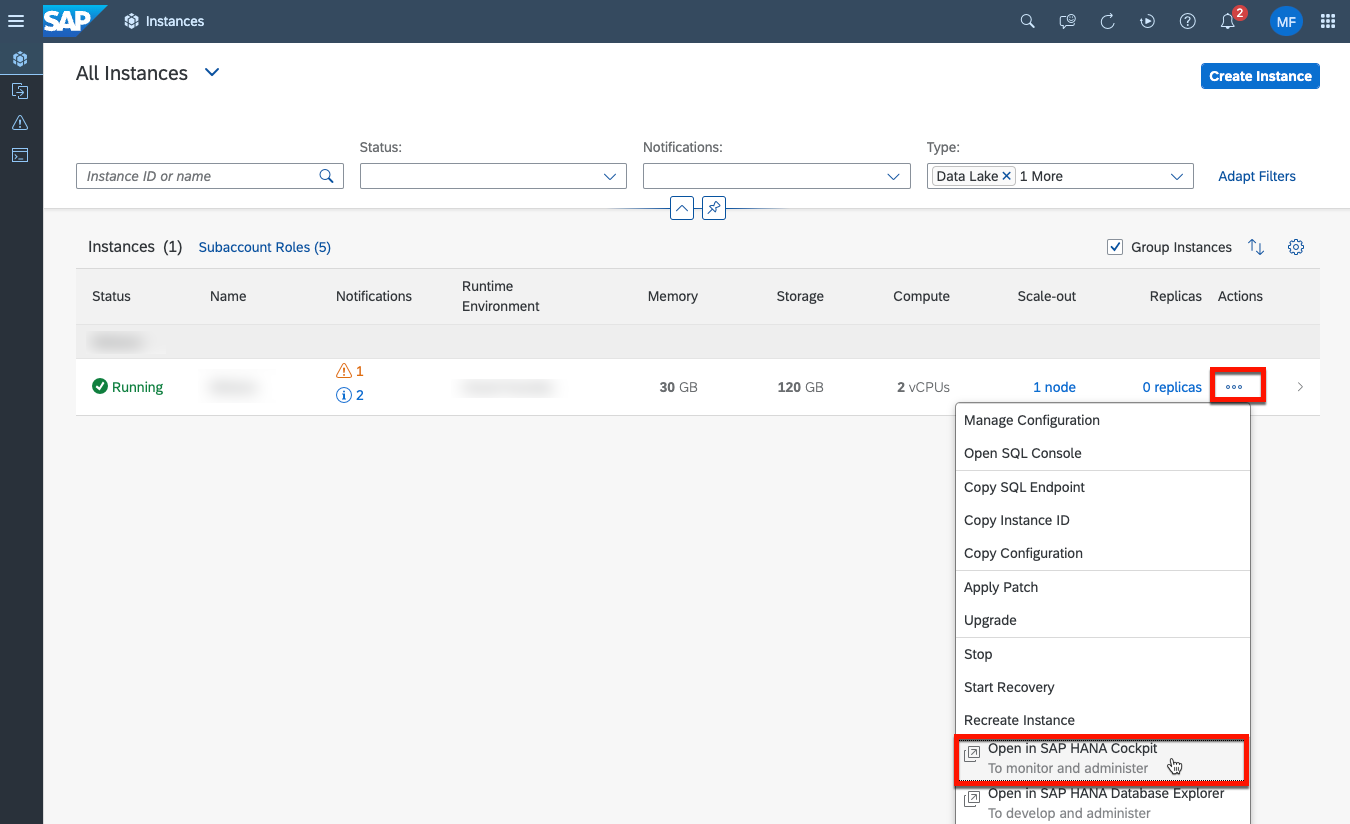 SAP
Instances
2
MF
All Instances
Create Instance
Status:
Notifications:
Type:
Instance ID or name
Data Lake
1 More
Adapt Filters
Instances (1)
Subaccount Roles (5)
Group Instances
Status
Name
Notifications
Runtime
Environment
Memory
Storage
Compute
Scale-out
Replicas
Actions
Running
1
2
30 GB
120 GB
2 vCPUs
1 node
0 replicas
Manage Configuration
Open SQL Console
Copy SQL Endpoint
Copy Instance ID
Copy Configuration
Apply Patch
Upgrade
Stop
Start Recovery
Recreate Instance
Open in SAP HANA Cockpit
To monitor and administer
Open in SAP HANA Database Explorer
To develop and administer